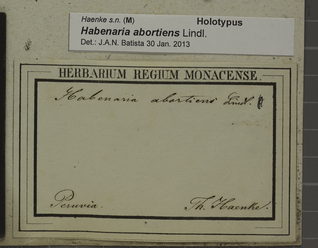 Haenke s.n. (M) Holotypus
Habenaria abortiens Lindl.
Det.: J.A.N. Batista 30 Jan. 2013
HERBARIUM REGIUM MONACENSE.
Habenaria abortiens Lindl.
Peruvia. Th. Haenke.